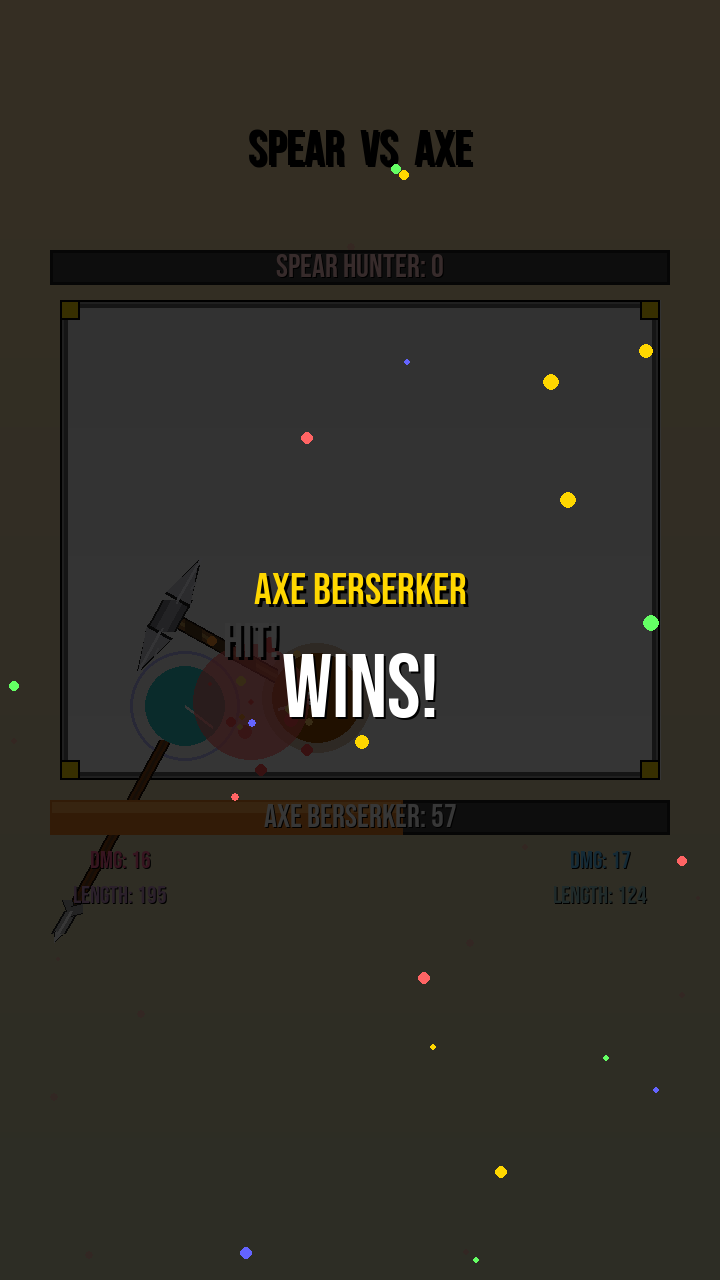 SPEAR VS AXE
SPEAR HUNTER: 0
AXE BERSERKER
HIT!
WINS!
AXE BERSERKER: 57
DMG: 16
DMG: 17
LENGTH: 195
LENGTH: 124